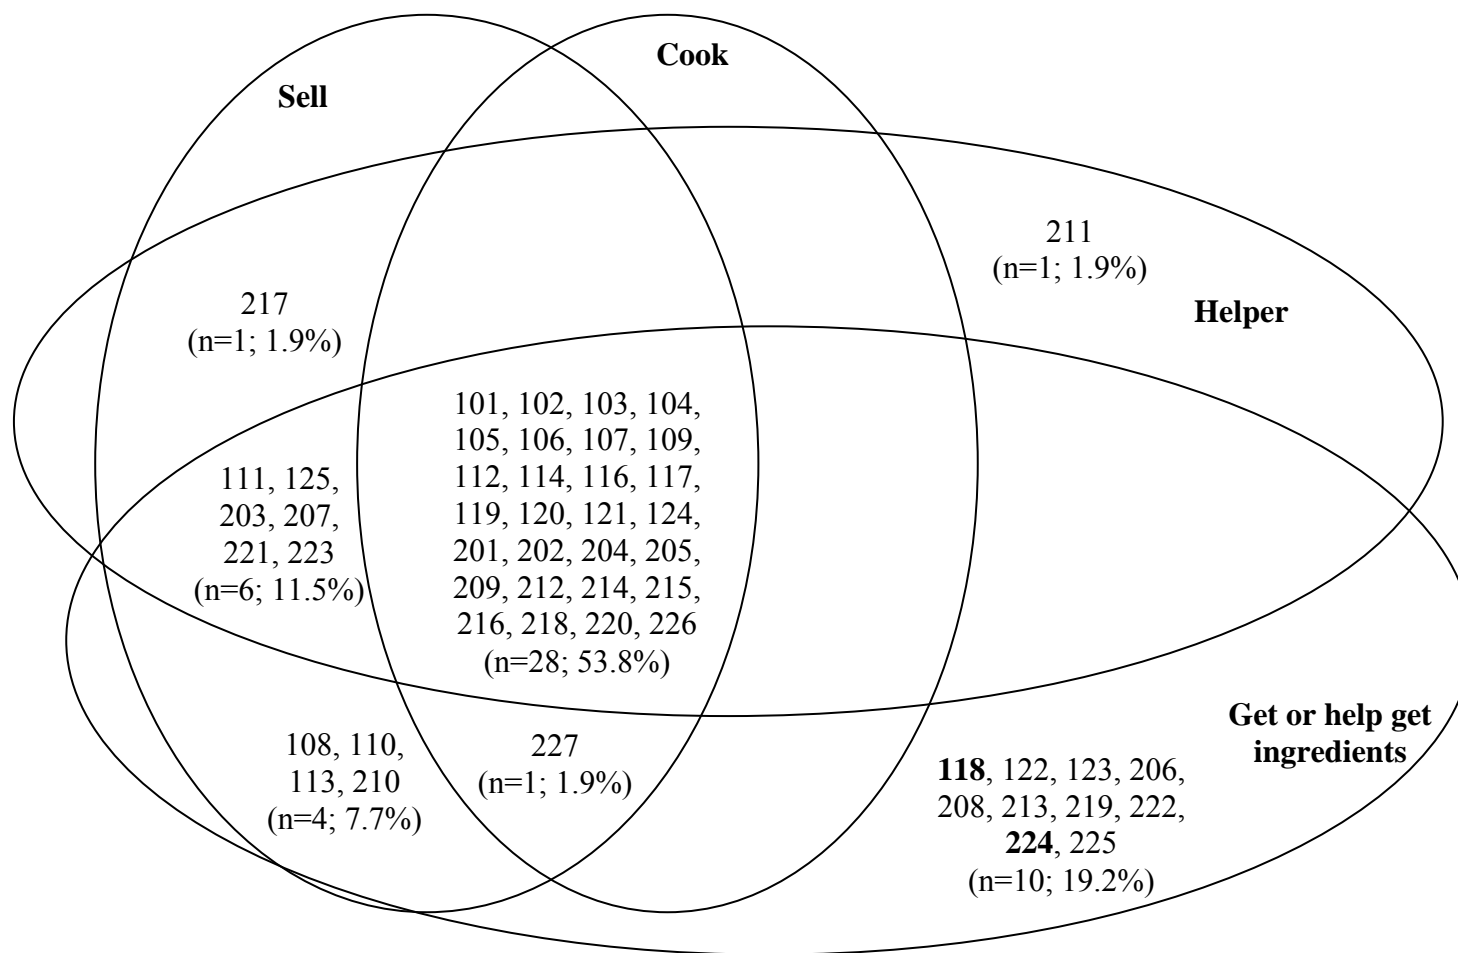 Cook
Sell
211
(n=1; 1.9%)
Helper
217
(n=1; 1.9%)
101, 102, 103, 104,
105, 106, 107, 109,
112, 114, 116, 117,
119, 120, 121, 124,
201, 202, 204, 205,
209, 212, 214, 215,
216, 218, 220, 226
(n=28; 53.8%)
111, 125,
203, 207,
221, 223
(n=6; 11.5%)
Get or help get
ingredients
108, 110,
113, 210
(n=4; 7.7%)
227
(n=1; 1.9%)
118, 122, 123, 206,
208, 213, 219, 222,
224, 225
(n=10; 19.2%)